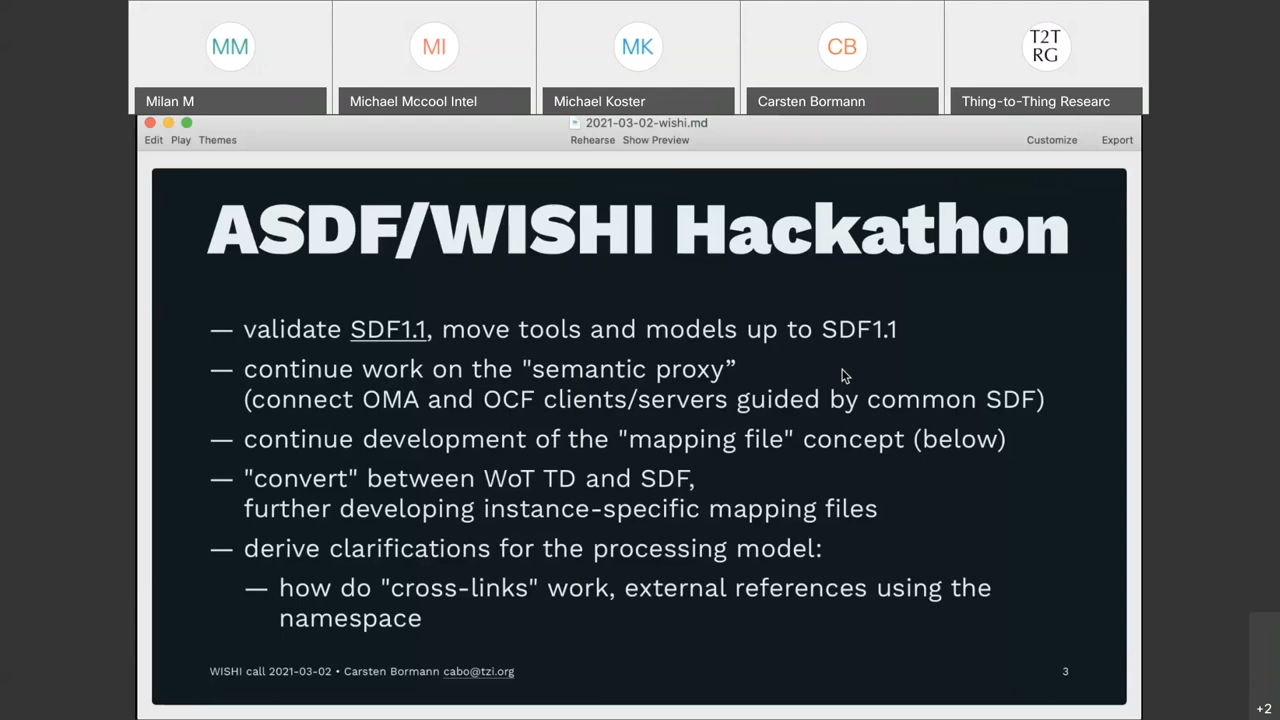 MM
MI
MK
CB
T2T
RG
Milan M
Michael Mccool Intel
Michael Koster
Carsten Bormann
Thing-to-Thing Researc
2021-03-02-wishi.md
Edit Play Themes
Rehearse Show Preview
Customize Export
ASDF/WISHI Hackathon
— validate SDF1.1, move tools and models up to SDF1.1
— continue work on the "semantic proxy”
(connect OMA and OCF clients/servers guided by common SDF)
— continue development of the "mapping file" concept (below)
— "convert" between WoT TD and SDF,
further developing instance-specific mapping files
— derive clarifications for the processing model:
— how do "cross-links" work, external references using the
namespace
WISHI call 2021-03-02 • Carsten Bormann cabo@tzi.org
3
+2